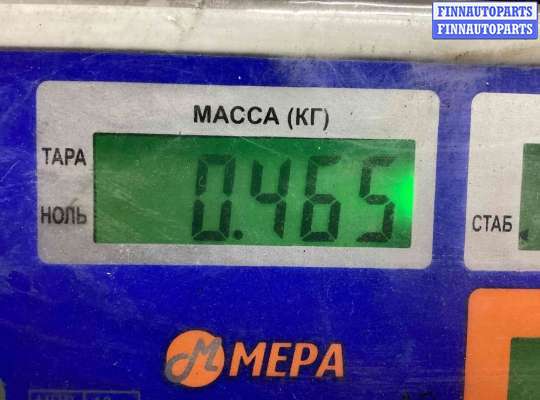 FINNAUTOPARTS
FINNAUTOPARTS
МАССА (КГ)
ТАРА
0.465
НОЛЬ
СТАБ
МЕРА